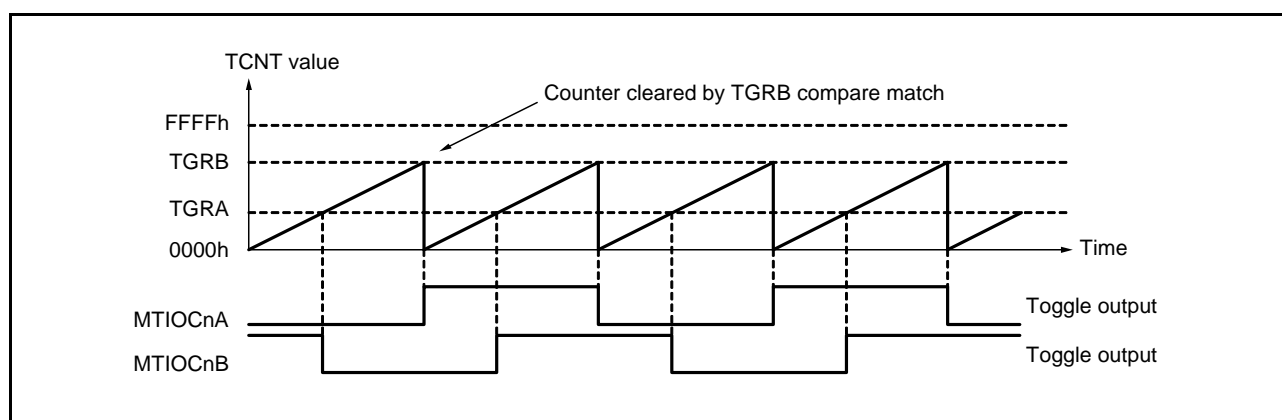 TCNT value
Counter cleared by TGRB compare match
FFFFh
TGRB
TGRA
0000h
Time
MTIOCnA
Toggle output
MTIOCnB
Toggle output